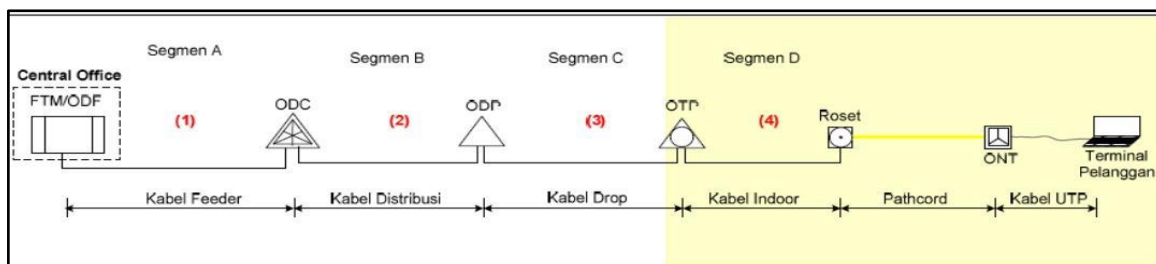 Segmen A
Segmen B
Segmen C
Segmen D
Central Office
FTM/ODF
ODC
ODP
OTP
Roset
ONT
Terminal
Pelanggan
(1)
(2)
(3)
(4)
Kabel Feeder
Kabel Distribusi
Kabel Drop
Kabel Indoor
Pathcord
Kabel UTP